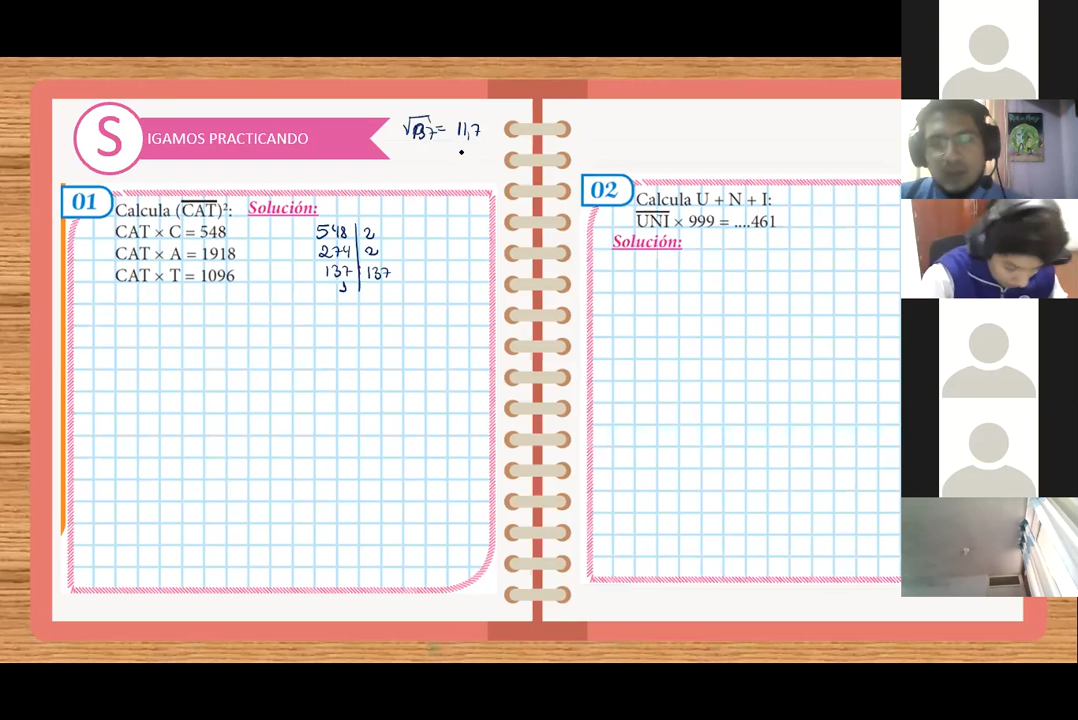 S
IGAMOS PRACTICANDO
√137 = 11,7
01
Calcula (CAT)²: Solución:
CAT × C = 548
CAT × A = 1918
CAT × T = 1096
548 | 2
274 | 2
137 | 137
1
02
Calcula U + N + I:
UNI × 999 = ....461
Solución: